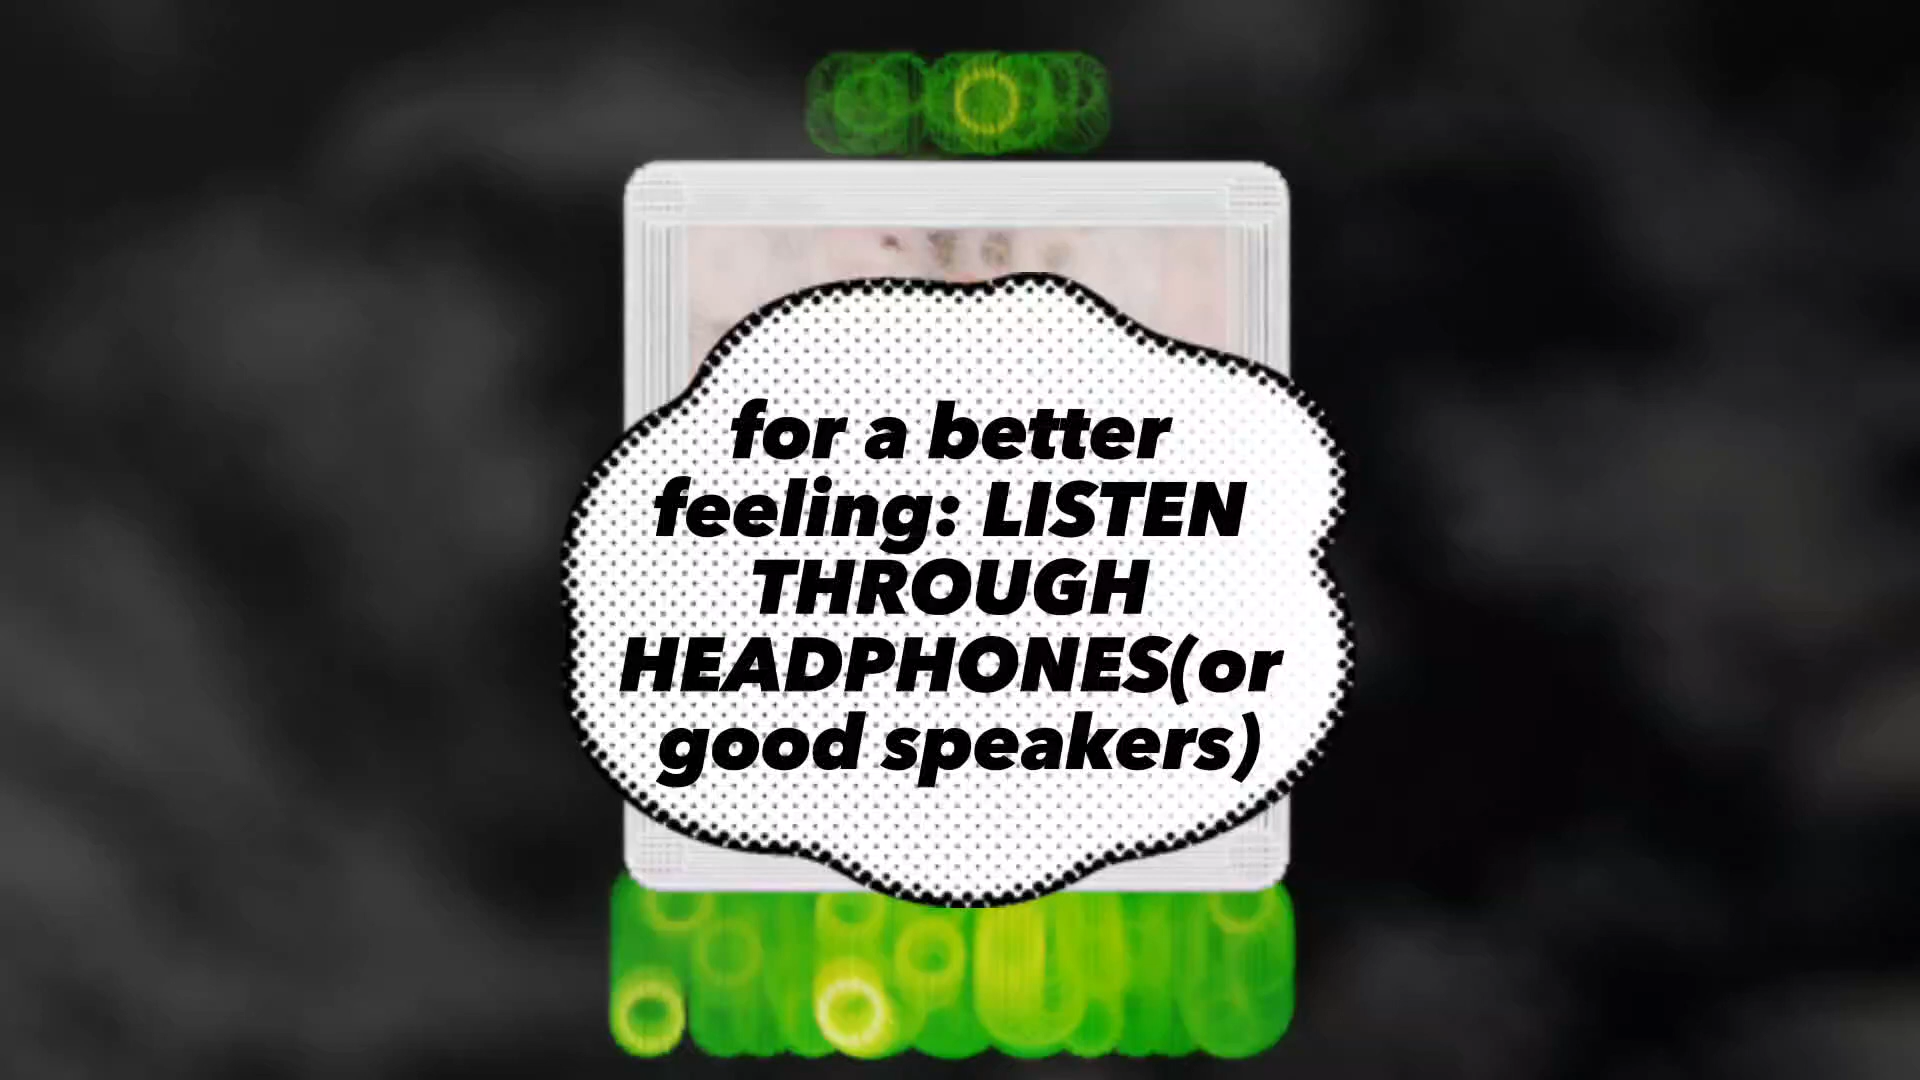 for a better
feeling: LISTEN
THROUGH
HEADPHONES(or
good speakers)